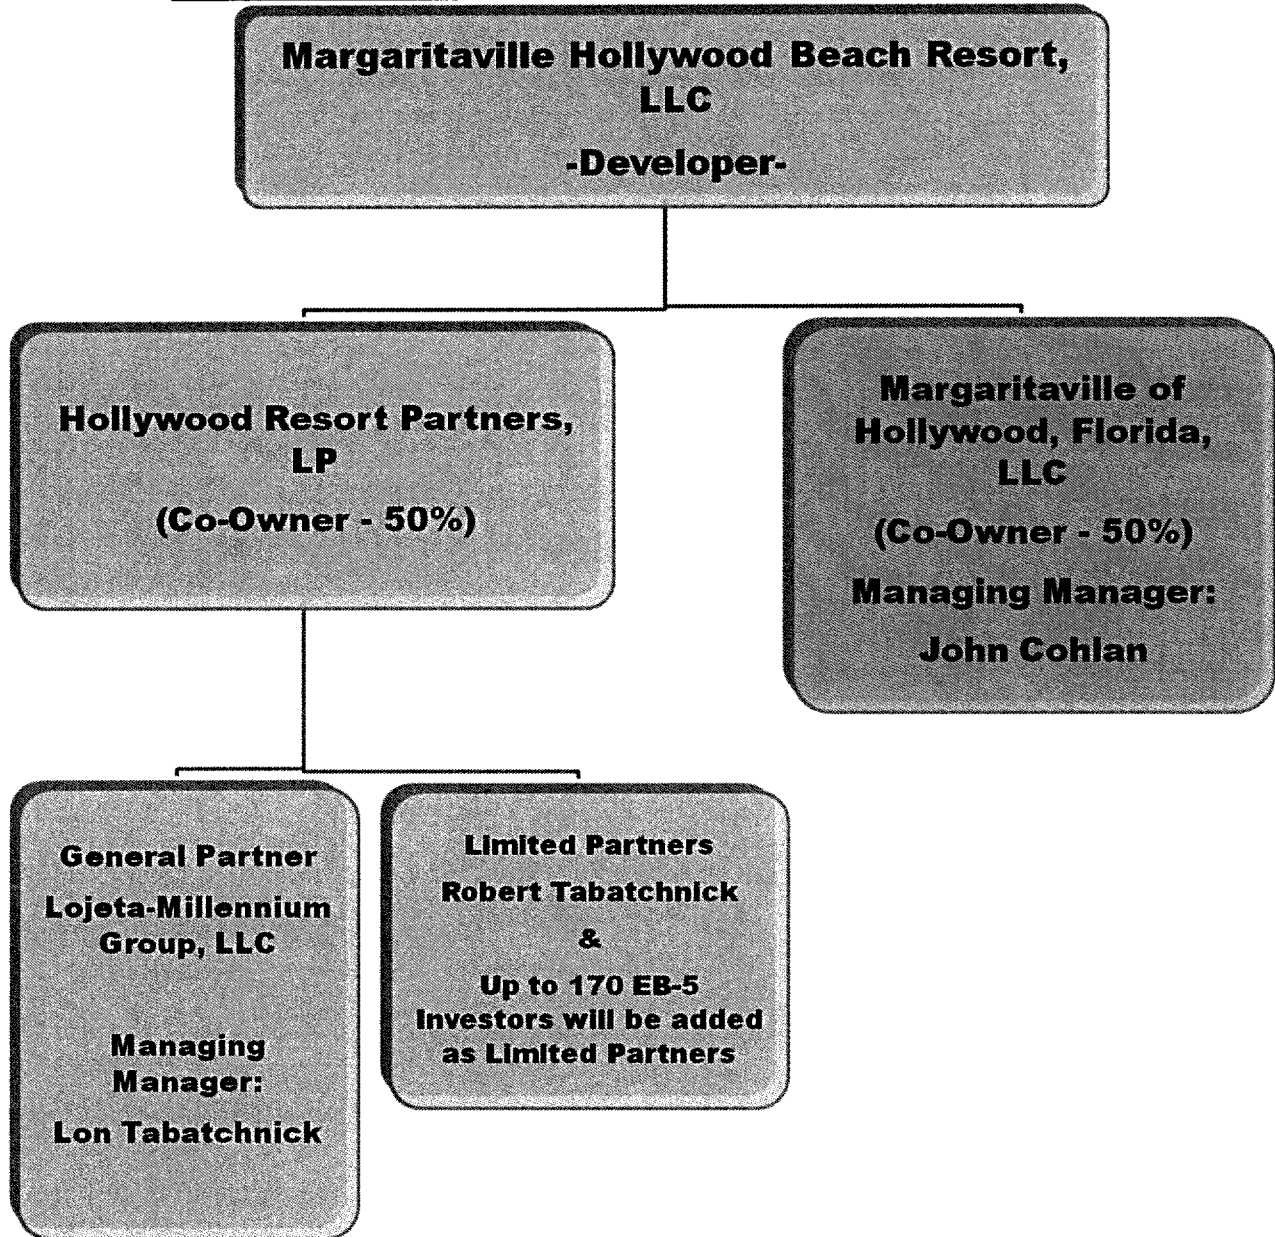 Margaritaville Hollywood Beach Resort,
LLC
-Developer-
Hollywood Resort Partners,
LP
(Co-Owner - 50%)
Margaritaville of
Hollywood, Florida,
LLC
(Co-Owner - 50%)
Managing Manager:
John Cohlan
General Partner
Lojeta-Millennium
Group, LLC
Managing
Manager:
Lon Tabatchnick
Limited Partners
Robert Tabatchnick
&
Up to 170 EB-5
Investors will be added
as Limited Partners